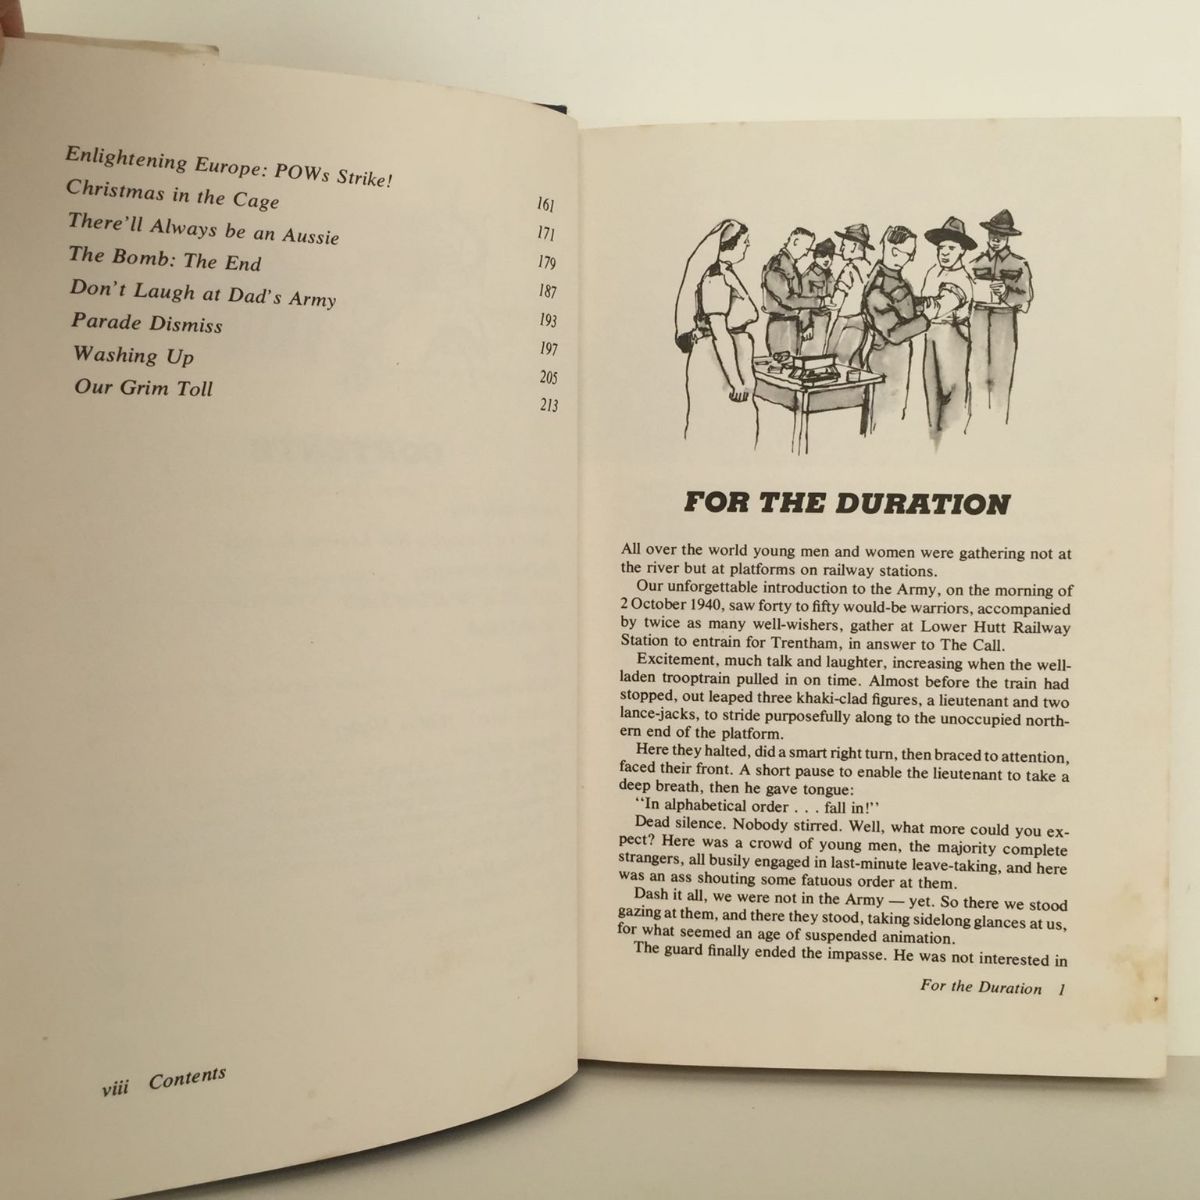 Enlightening Europe: POWs Strike! 161
Christmas in the Cage 171
There'll Always be an Aussie 179
The Bomb: The End 187
Don't Laugh at Dad's Army 193
Parade Dismiss 197
Washing Up 205
Our Grim Toll 213
viii Contents
FOR THE DURATION
All over the world young men and women were gathering not at
the river but at platforms on railway stations.
Our unforgettable introduction to the Army, on the morning of
2 October 1940, saw forty to fifty would-be warriors, accompanied
by twice as many well-wishers, gather at Lower Hutt Railway
Station to entrain for Trentham, in answer to The Call.
Excitement, much talk and laughter, increasing when the well-
laden trooptrain pulled in on time. Almost before the train had
stopped, out leaped three khaki-clad figures, a lieutenant and two
lance-jacks, to stride purposefully along to the unoccupied north-
ern end of the platform.
Here they halted, did a smart right turn, then braced to attention,
faced their front. A short pause to enable the lieutenant to take a
deep breath, then he gave tongue:
"In alphabetical order . . . fall in!"
Dead silence. Nobody stirred. Well, what more could you ex-
pect? Here was a crowd of young men, the majority complete
strangers, all busily engaged in last-minute leave-taking, and here
was an ass shouting some fatuous order at them.
Dash it all, we were not in the Army — yet. So there we stood
gazing at them, and there they stood, taking sidelong glances at us,
for what seemed an age of suspended animation.
The guard finally ended the impasse. He was not interested in
For the Duration 1